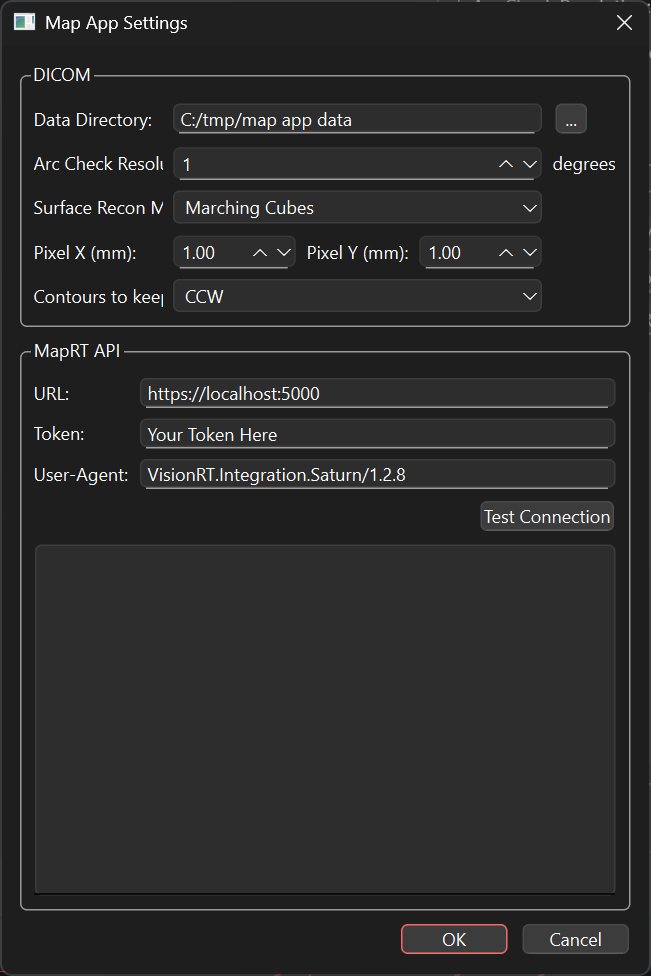 Map App Settings
DICOM
Data Directory: C:/tmp/map app data ...
Arc Check Resolu 1 degrees
Surface Recon M Marching Cubes
Pixel X (mm): 1.00 Pixel Y (mm): 1.00
Contours to keep CCW
MapRT API
URL: https://localhost:5000
Token: Your Token Here
User-Agent: VisionRT.Integration.Saturn/1.2.8
Test Connection
OK Cancel